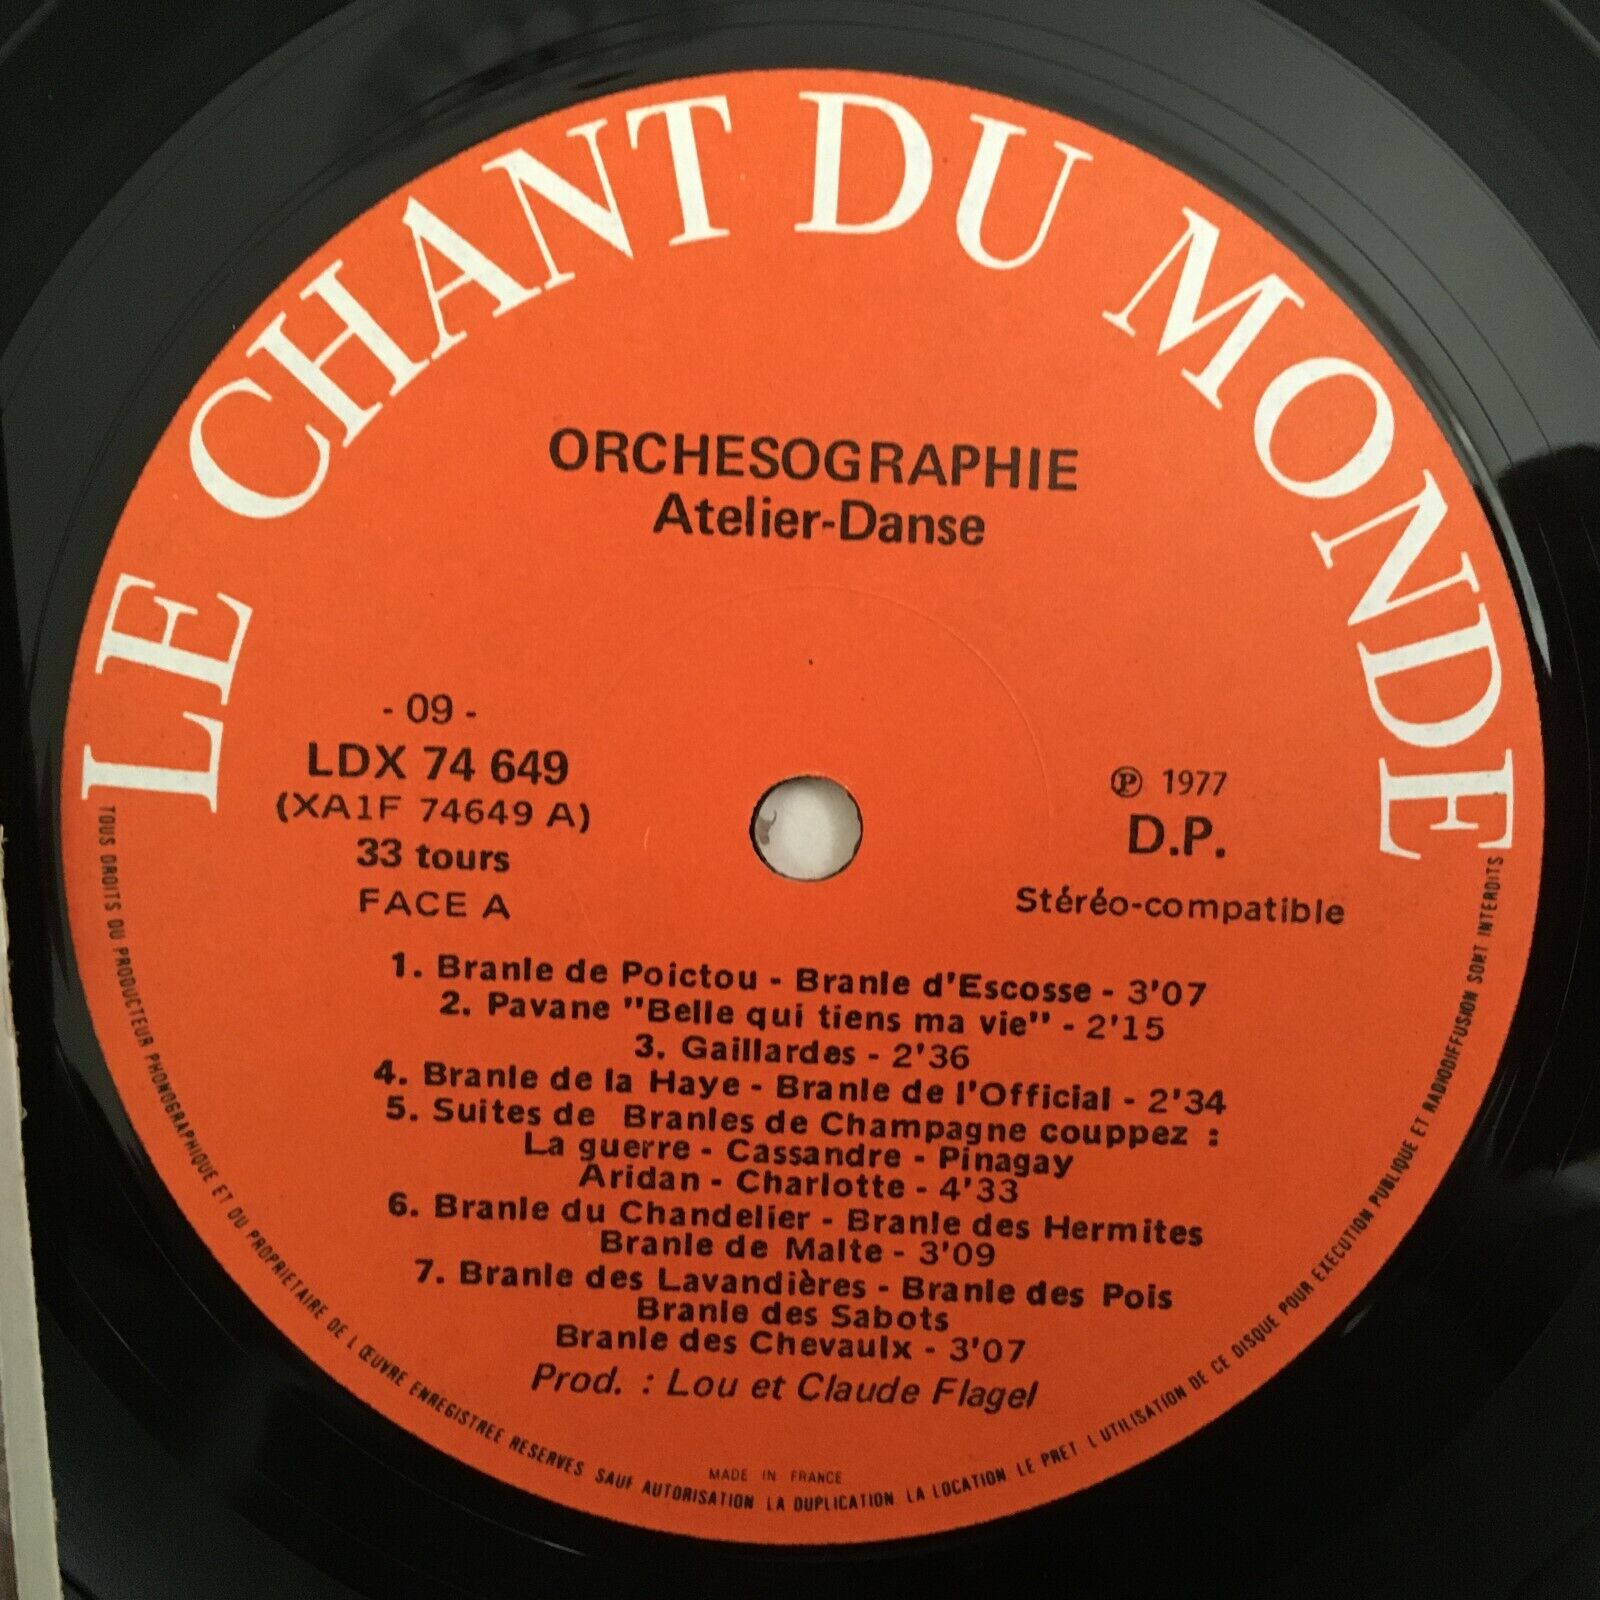 LE CHANT DU MONDE
ORCHESOGRAPHIE
Atelier-Danse
- 09 -
LDX 74 649
(XA1F 74649 A)
33 tours
FACE A
℗ 1977
D.P.
Stéréo-compatible
1. Branle de Poictou - Branle d'Escosse - 3'07
2. Pavane "Belle qui tiens ma vie" - 2'15
3. Gaillardes - 2'36
4. Branle de la Haye - Branle de l'Official - 2'34
5. Suites de Branles de Champagne couppez :
La guerre - Cassandre - Pinagay
Aridan - Charlotte - 4'33
6. Branle du Chandelier - Branle des Hermites
Branle de Malte - 3'09
7. Branle des Lavandières - Branle des Pois
Branle des Sabots
Branle des Chevaulx - 3'07
Prod. : Lou et Claude Flagel
MADE IN FRANCE
TOUS DROITS DU PRODUCTEUR PHONOGRAPHIQUE ET DU PROPRIETAIRE DE L'ŒUVRE ENREGISTREE RESERVES SAUF AUTORISATION LA DUPLICATION LA LOCATION LE PRET L'UTILISATION DE CE DISQUE POUR EXECUTION PUBLIQUE ET RADIODIFFUSION SONT INTERDITS